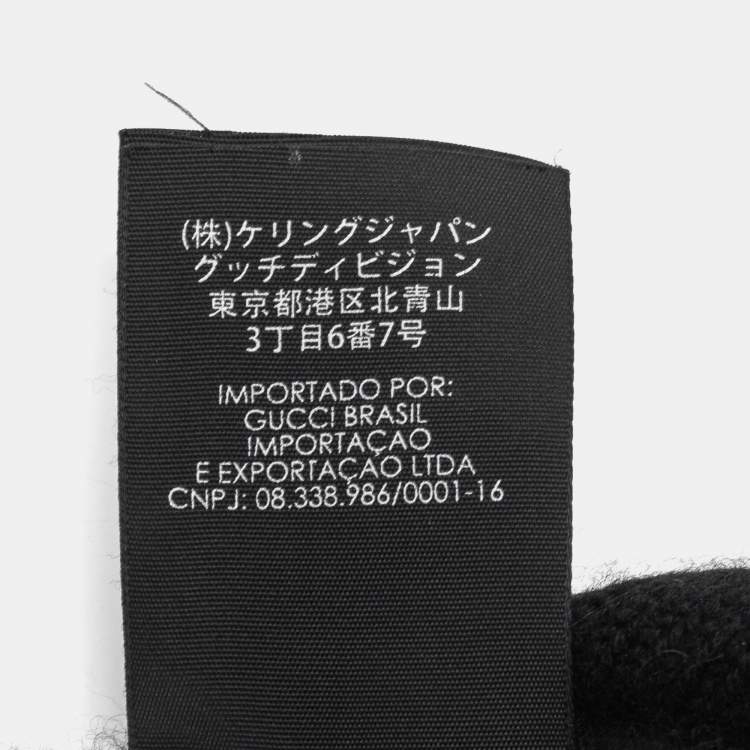 (株)ケリングジャパン
グッチディビジョン
東京都港区北青山
3丁目6番7号
IMPORTADO POR:
GUCCI BRASIL
IMPORTAÇAO
E EXPORTAÇAO LTDA
CNPJ: 08.338.986/0001-16